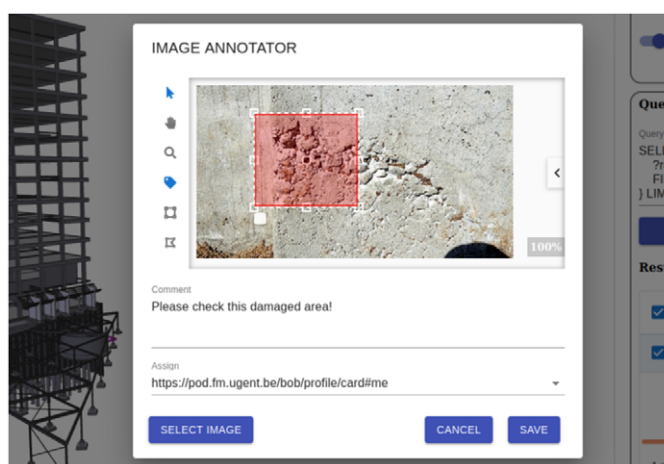 IMAGE ANNOTATOR
100%
Comment
Please check this damaged area!
Assign
https://pod.fm.ugent.be/bob/profile/card#me
SELECT IMAGE
CANCEL
SAVE
Que
Query
SEL
?r
FI
} LIM
Res